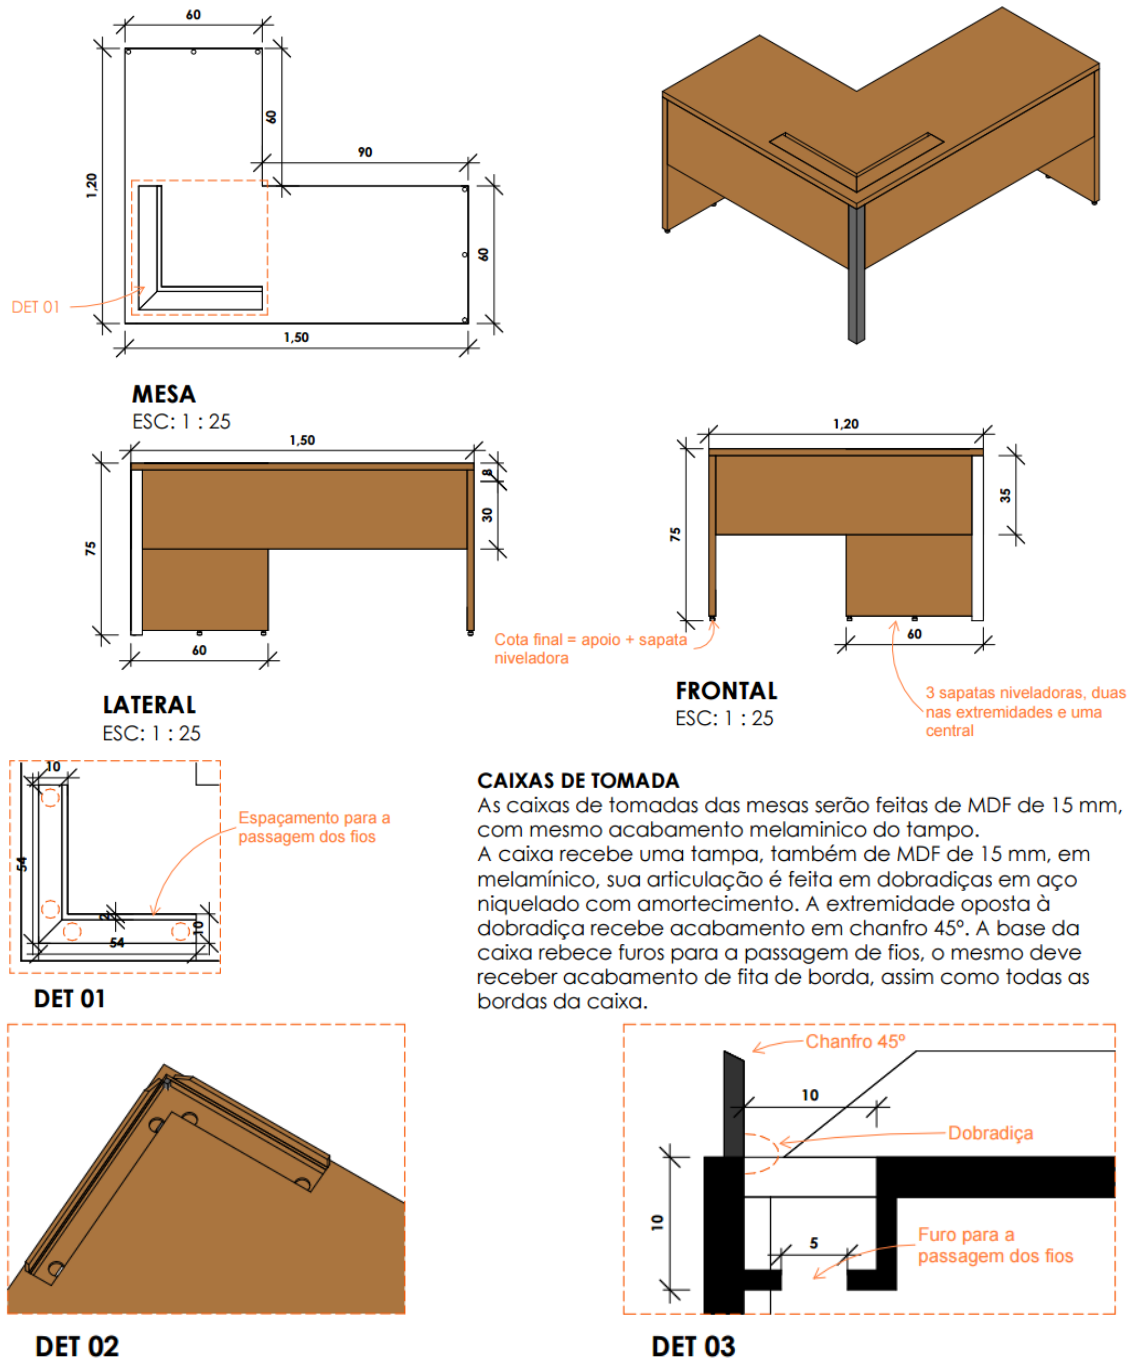 60
60
90
1,20
60
DET 01
1,50
MESA
ESC: 1 : 25
1,50
8
30
75
60
LATERAL
ESC: 1 : 25
1,20
35
75
60
Cota final = apoio + sapata
niveladora
FRONTAL
ESC: 1 : 25
3 sapatas niveladoras, duas
nas extremidades e uma
central
10
Espaçamento para a
passagem dos fios
54
2
10
54
DET 01
CAIXAS DE TOMADA
As caixas de tomadas das mesas serão feitas de MDF de 15 mm,
com mesmo acabamento melaminico do tampo.
A caixa recebe uma tampa, também de MDF de 15 mm, em
melamínico, sua articulação é feita em dobradiças em aço
niquelado com amortecimento. A extremidade oposta à
dobradiça recebe acabamento em chanfro 45º. A base da
caixa rebece furos para a passagem de fios, o mesmo deve
receber acabamento de fita de borda, assim como todas as
bordas da caixa.
DET 02
Chanfro 45º
10
Dobradiça
10
5
Furo para a
passagem dos fios
DET 03